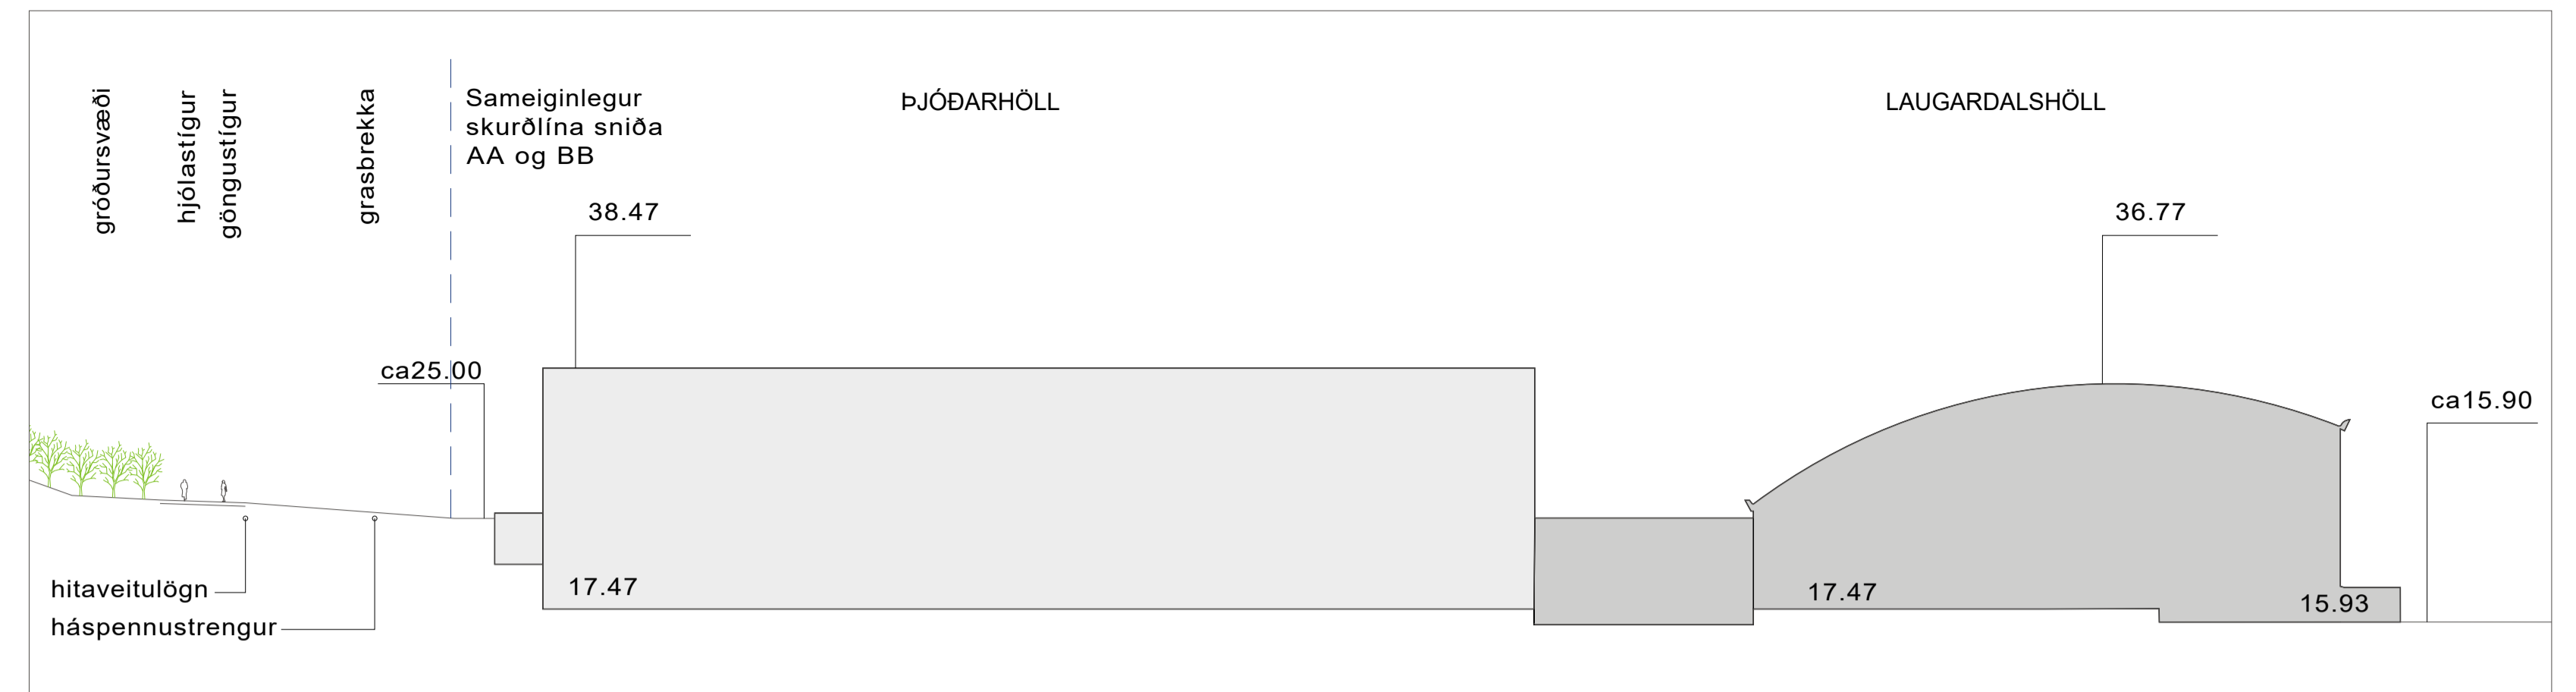 gróðursvæði
hjólastígur
göngustígur
grasbrekka
Sameiginlegur
skurðlína sniða
AA og BB
ÞJÓÐARHÖLL
LAUGARDALSHÖLL
38.47
36.77
ca25.00
ca15.90
17.47
17.47
15.93
hitaveitulögn
háspennustrengur